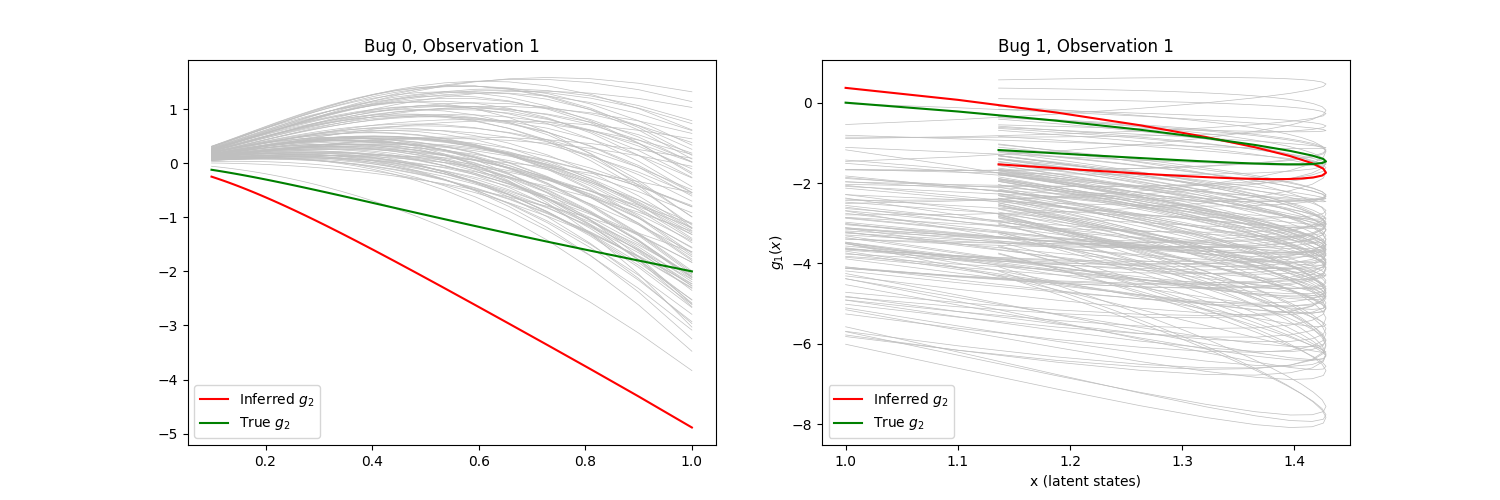 Bug 0, Observation 1
1
0
−1
−2
−3
−4
−5
0.2
0.4
0.6
0.8
1.0
Inferred g₂
True g₂
Bug 1, Observation 1
g₁(x)
0
−2
−4
−6
−8
1.0
1.1
1.2
1.3
1.4
x (latent states)
Inferred g₂
True g₂